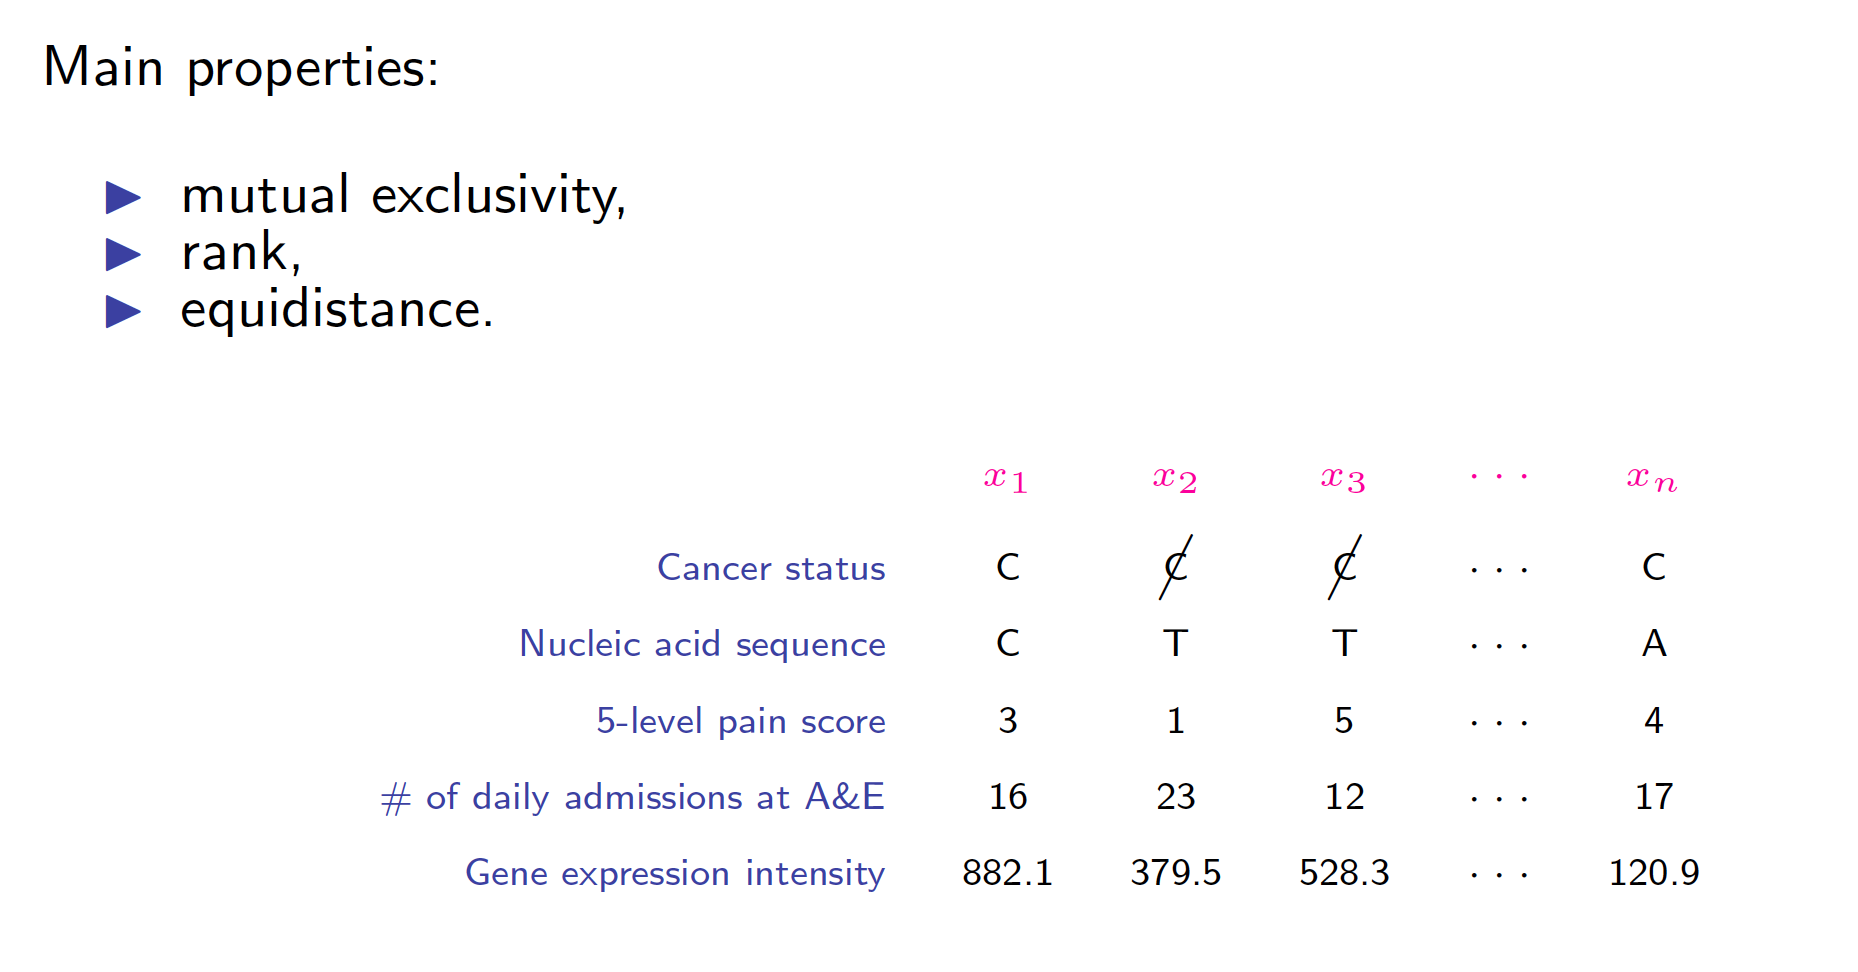 Main properties:
▶ mutual exclusivity,
▶ rank,
▶ equidistance.
x₁ x₂ x₃ ··· xₙ
Cancer status C C̸ C̸ ··· C
Nucleic acid sequence C T T ··· A
5-level pain score 3 1 5 ··· 4
# of daily admissions at A&E 16 23 12 ··· 17
Gene expression intensity 882.1 379.5 528.3 ··· 120.9